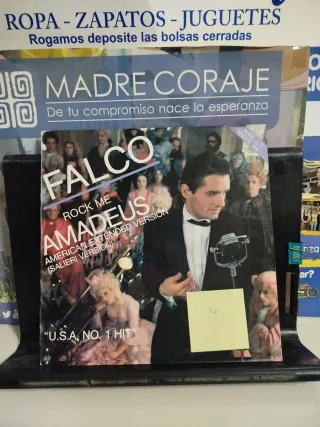 ROPA - ZAPATOS - JUGUETES
Rogamos deposite las bolsas cerradas
MADRE CORAJE
De tu compromiso nace la esperanza
FALCO
ROCK ME
AMADEUS
AMERICAN EXTENDED VERSION
(SALIERI VERSION)
"U.S.A. NO. 1 HIT"